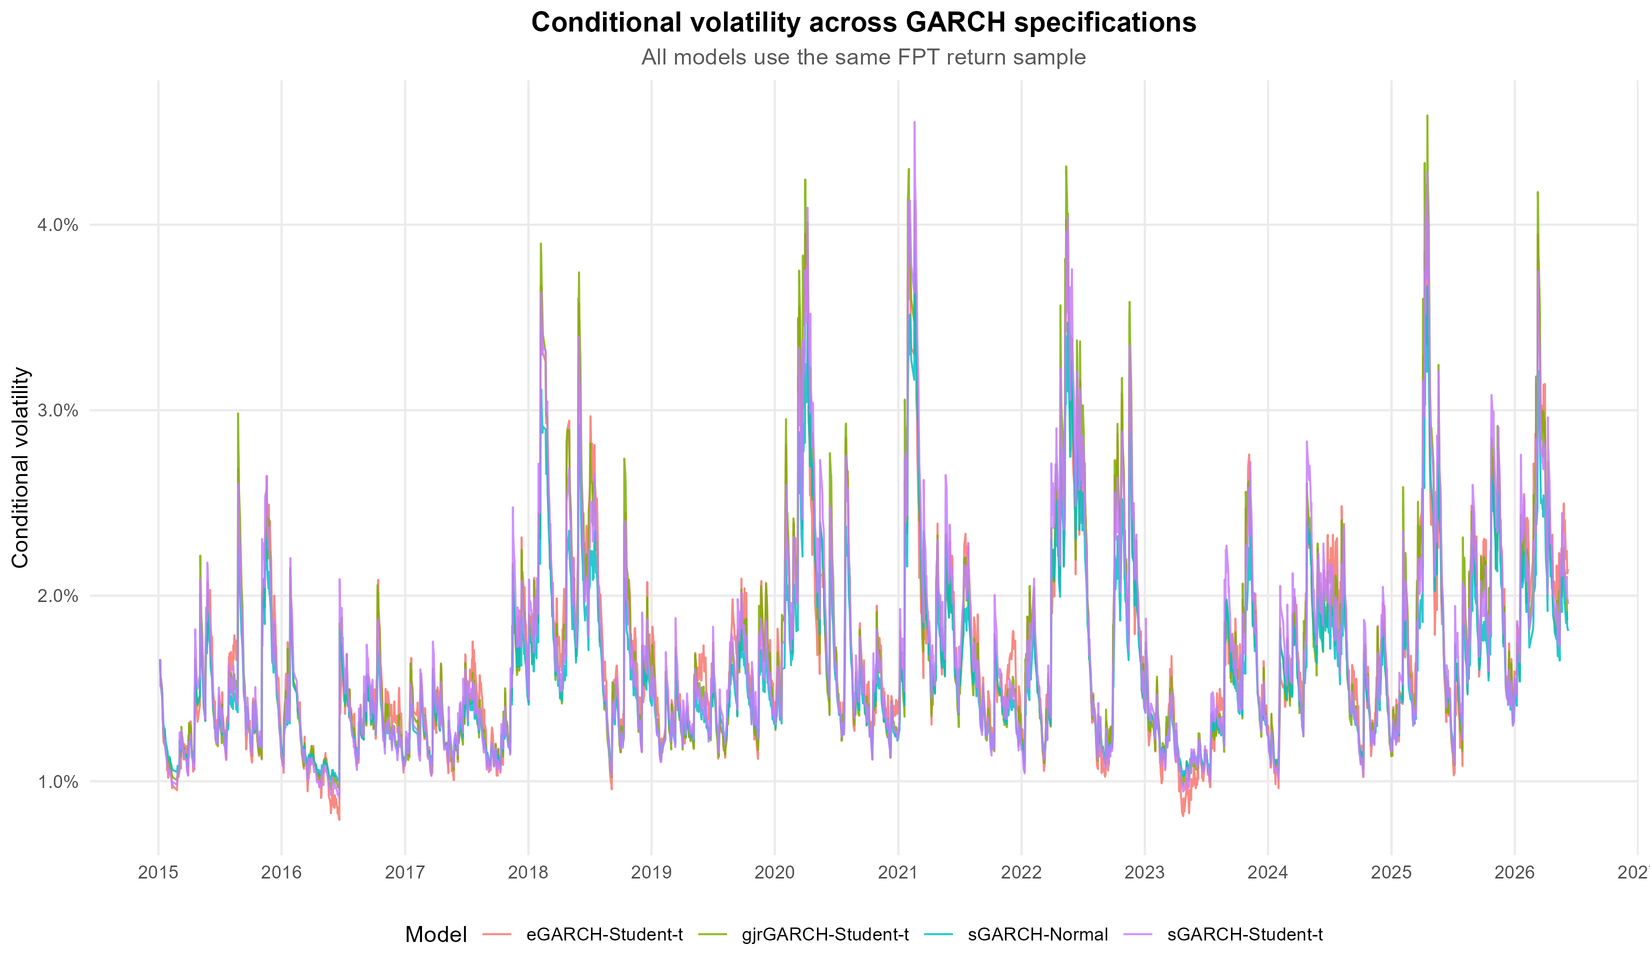 Conditional volatility across GARCH specifications
All models use the same FPT return sample
Conditional volatility
4.0%
3.0%
2.0%
1.0%
2015 2016 2017 2018 2019 2020 2021 2022 2023 2024 2025 2026 202
Model eGARCH-Student-t gjrGARCH-Student-t sGARCH-Normal sGARCH-Student-t